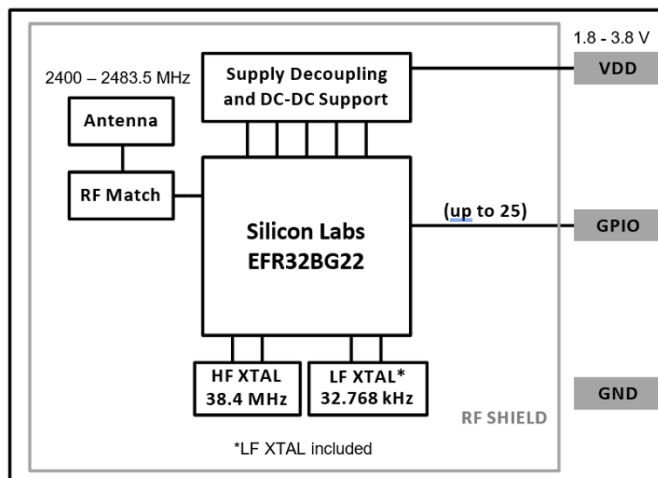 1.8 - 3.8 V
VDD
2400 – 2483.5 MHz
Supply Decoupling
and DC-DC Support
Antenna
RF Match
(up to 25)
GPIO
Silicon Labs
EFR32BG22
HF XTAL
38.4 MHz
LF XTAL*
32.768 kHz
GND
RF SHIELD
*LF XTAL included